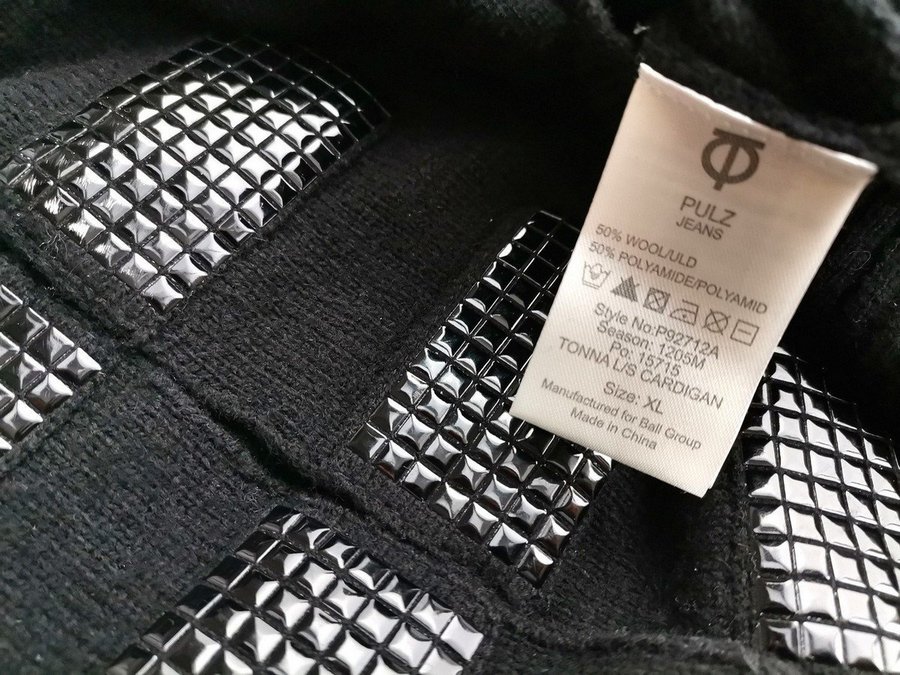 PULZ
JEANS
50% WOOL/ULD
50% POLYAMIDE/POLYAMID
Style No:P92712A
Season: 1205M
Po: 15715
TONNA L/S CARDIGAN
Size: XL
Manufactured for Ball Group
Made in China